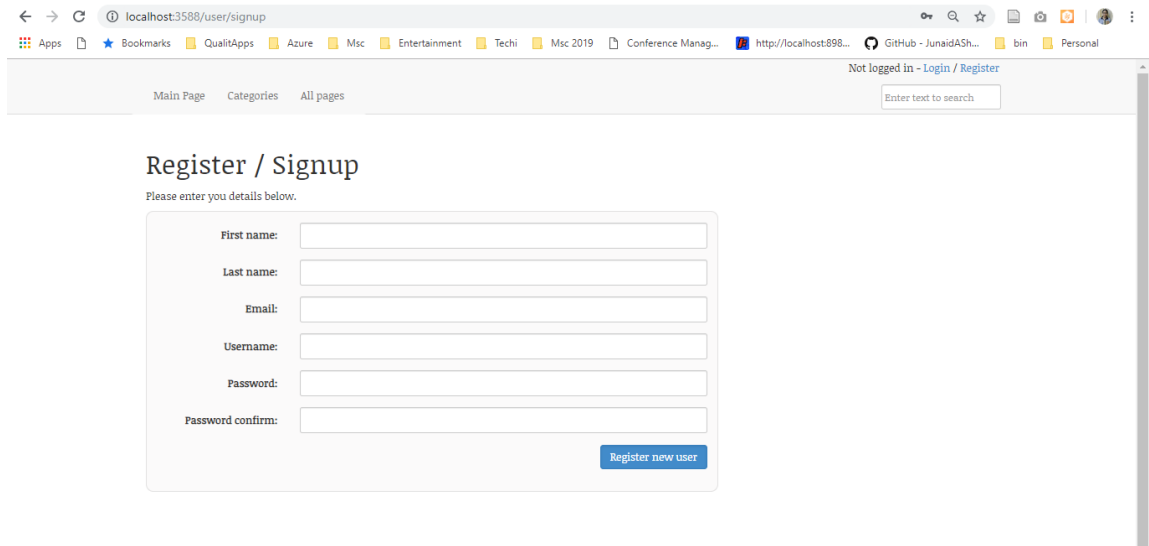 localhost:3588/user/signup
Apps Bookmarks QualitApps Azure Msc Entertainment Techi Msc 2019 Conference Manag... http://localhost:898... GitHub - JunaidASh... bin Personal
Not logged in - Login / Register
Main Page Categories All pages Enter text to search
Register / Signup
Please enter you details below.
First name:
Last name:
Email:
Username:
Password:
Password confirm:
Register new user